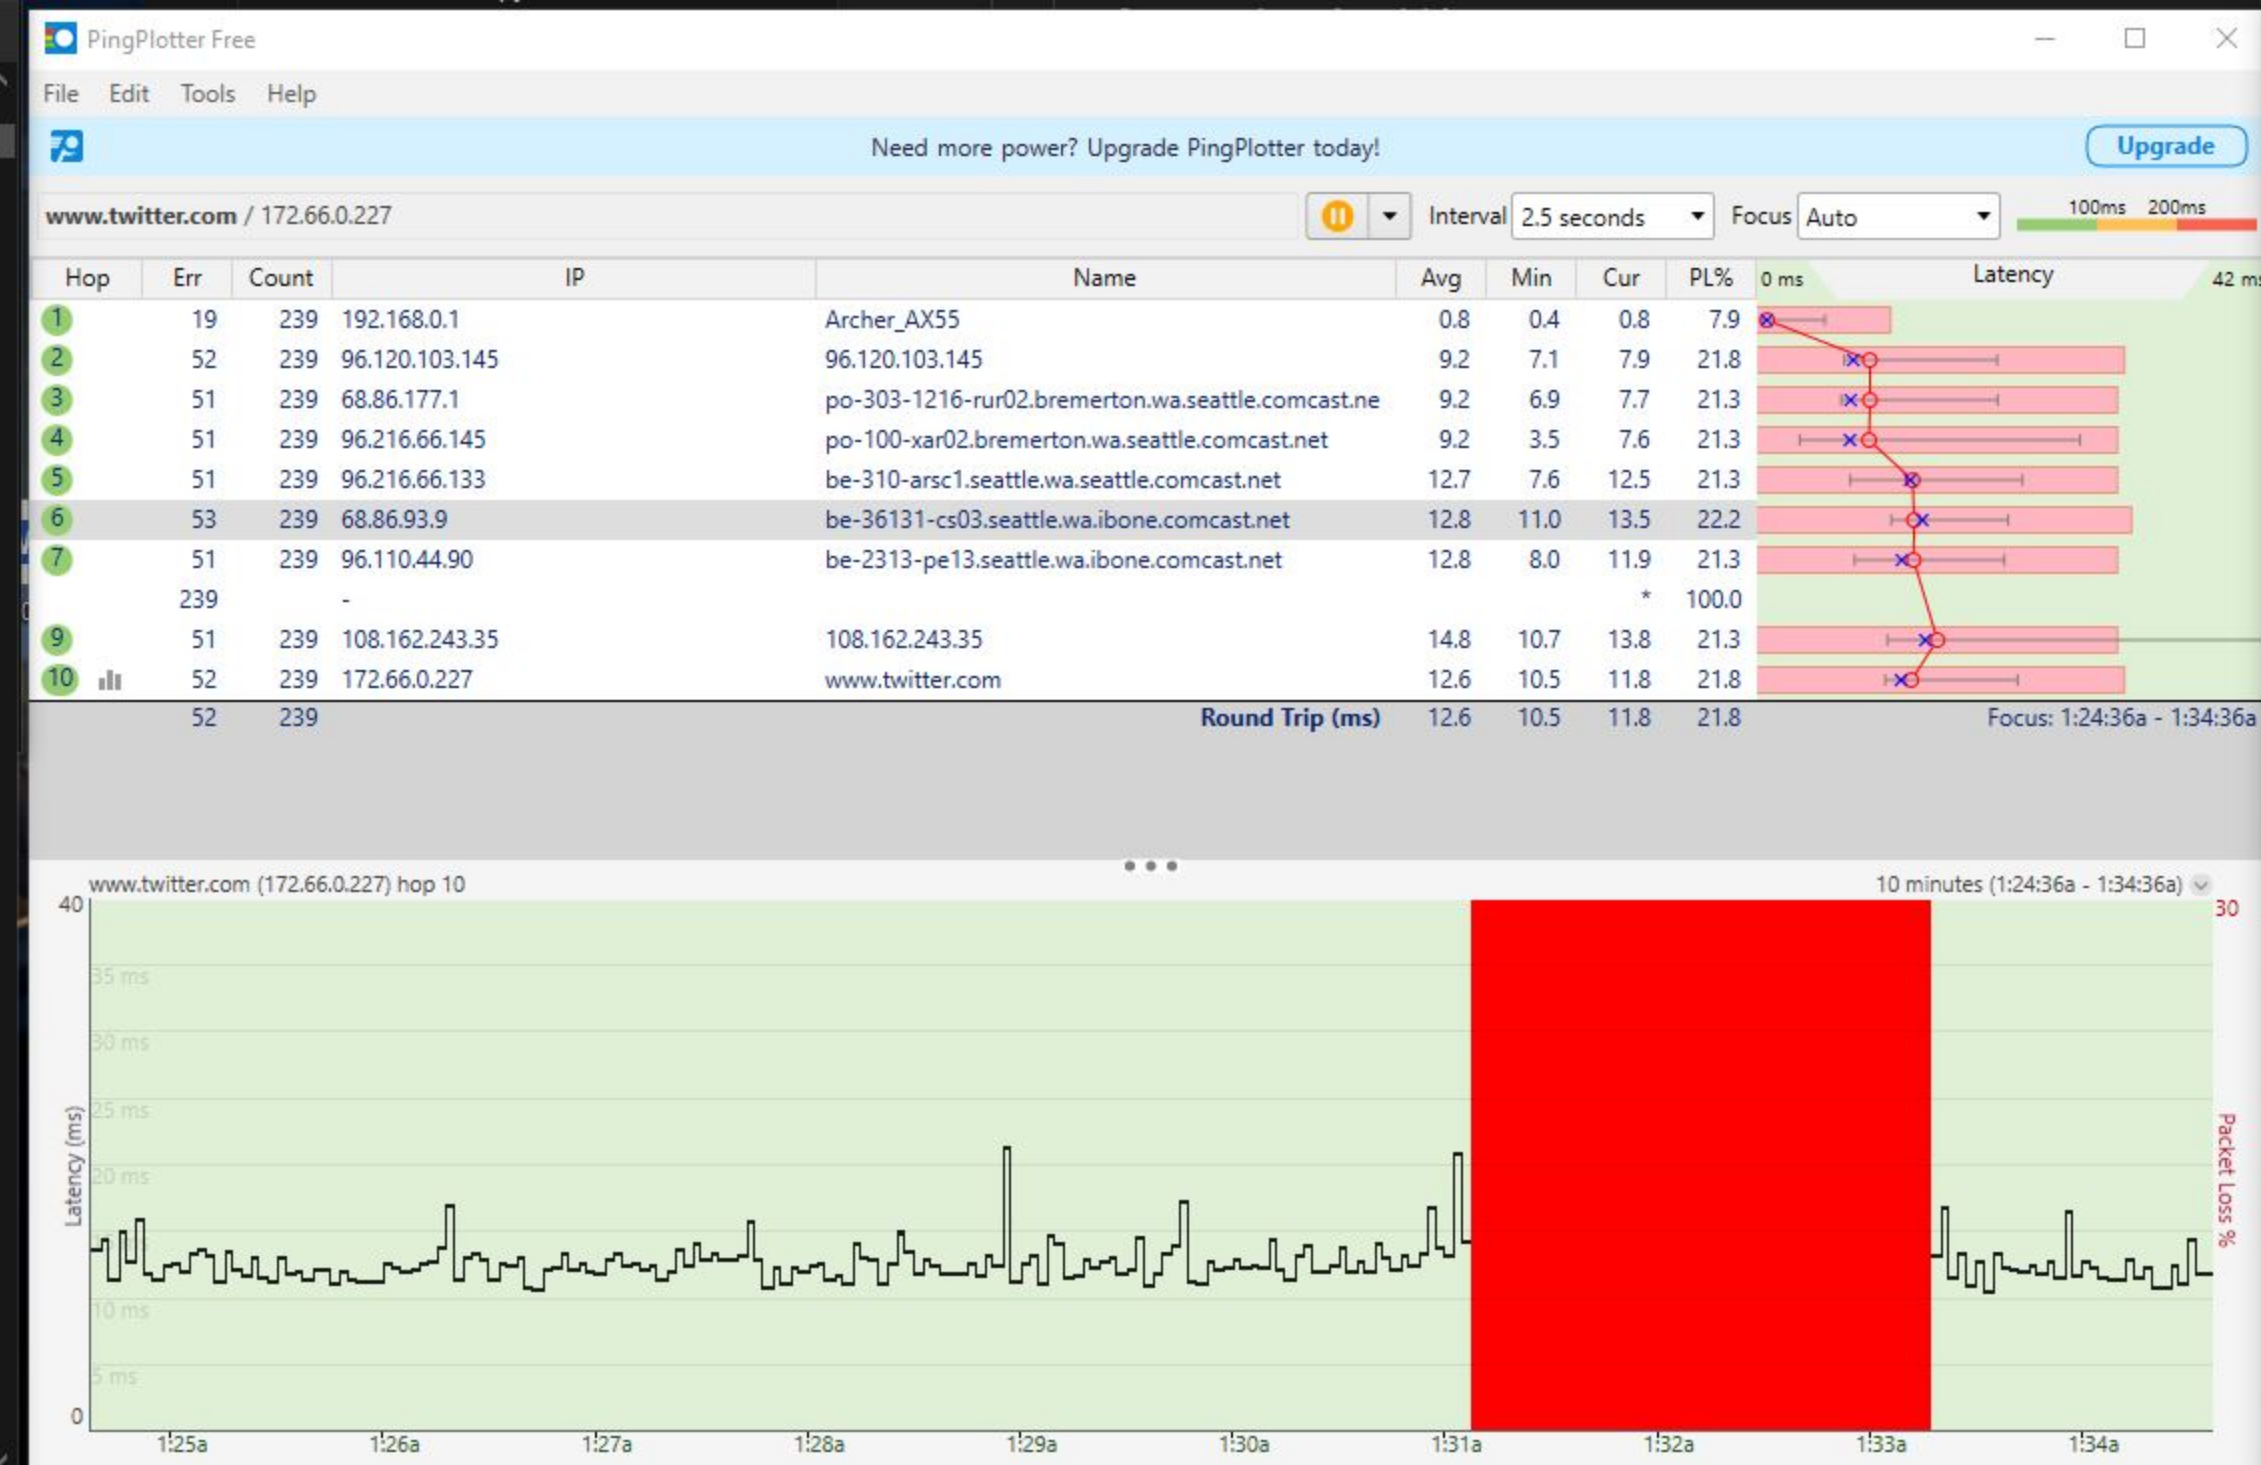 PingPlotter Free
File Edit Tools Help
Need more power? Upgrade PingPlotter today! Upgrade
www.twitter.com / 172.66.0.227 Interval 2.5 seconds Focus Auto 100ms 200ms
Hop Err Count IP Name Avg Min Cur PL% 0 ms Latency 42 ms
1 19 239 192.168.0.1 Archer_AX55 0.8 0.4 0.8 7.9
2 52 239 96.120.103.145 96.120.103.145 9.2 7.1 7.9 21.8
3 51 239 68.86.177.1 po-303-1216-rur02.bremerton.wa.seattle.comcast.ne 9.2 6.9 7.7 21.3
4 51 239 96.216.66.145 po-100-xar02.bremerton.wa.seattle.comcast.net 9.2 3.5 7.6 21.3
5 51 239 96.216.66.133 be-310-arsc1.seattle.wa.seattle.comcast.net 12.7 7.6 12.5 21.3
6 53 239 68.86.93.9 be-36131-cs03.seattle.wa.ibone.comcast.net 12.8 11.0 13.5 22.2
7 51 239 96.110.44.90 be-2313-pe13.seattle.wa.ibone.comcast.net 12.8 8.0 11.9 21.3
239 - * 100.0
9 51 239 108.162.243.35 108.162.243.35 14.8 10.7 13.8 21.3
10 52 239 172.66.0.227 www.twitter.com 12.6 10.5 11.8 21.8
52 239 Round Trip (ms) 12.6 10.5 11.8 21.8 Focus: 1:24:36a - 1:34:36a
www.twitter.com (172.66.0.227) hop 10 10 minutes (1:24:36a - 1:34:36a)
40 30
35 ms
30 ms
25 ms
20 ms
10 ms
5 ms
0
Latency (ms)
Packet Loss %
1:25a 1:26a 1:27a 1:28a 1:29a 1:30a 1:31a 1:32a 1:33a 1:34a